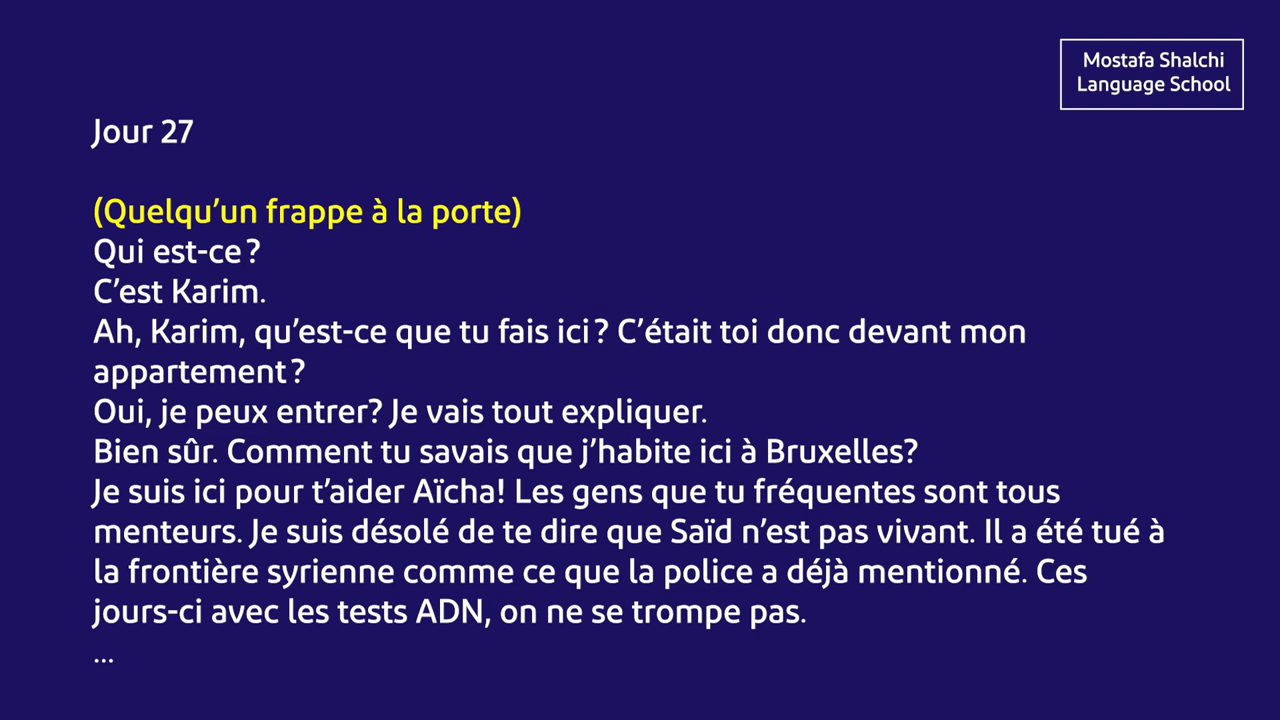 Mostafa Shalchi
Language School
Jour 27
(Quelqu’un frappe à la porte)
Qui est-ce ?
C’est Karim.
Ah, Karim, qu’est-ce que tu fais ici ? C’était toi donc devant mon
appartement ?
Oui, je peux entrer? Je vais tout expliquer.
Bien sûr. Comment tu savais que j’habite ici à Bruxelles?
Je suis ici pour t’aider Aïcha! Les gens que tu fréquentes sont tous
menteurs. Je suis désolé de te dire que Saïd n’est pas vivant. Il a été tué à
la frontière syrienne comme ce que la police a déjà mentionné. Ces
jours-ci avec les tests ADN, on ne se trompe pas.
...